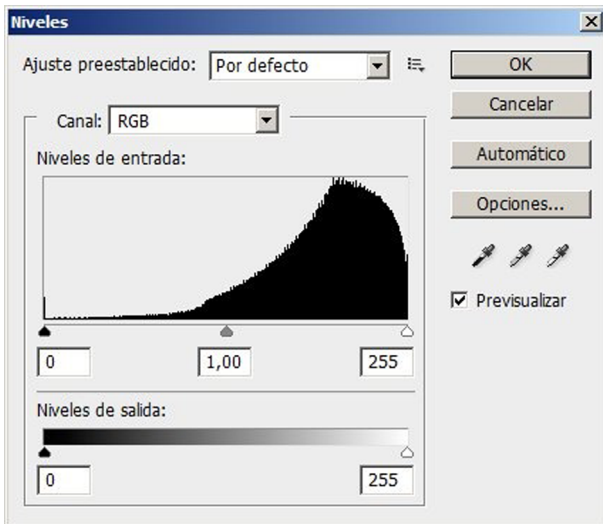 Niveles
Ajuste preestablecido: Por defecto
OK
Canal: RGB
Cancelar
Niveles de entrada:
Automático
Opciones...
Previsualizar
0 1,00 255
Niveles de salida:
0 255